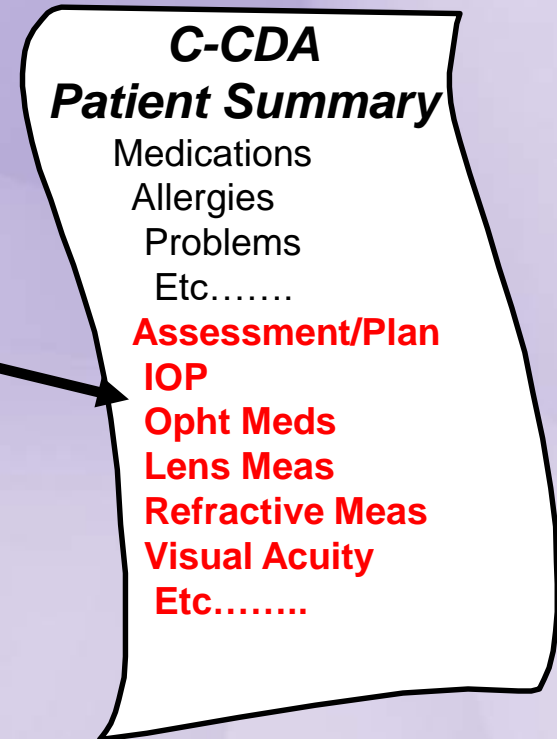 C-CDA
Patient Summary
Medications
Allergies
Problems
Etc…….
Assessment/Plan
IOP
Opht Meds
Lens Meas
Refractive Meas
Visual Acuity
Etc……..